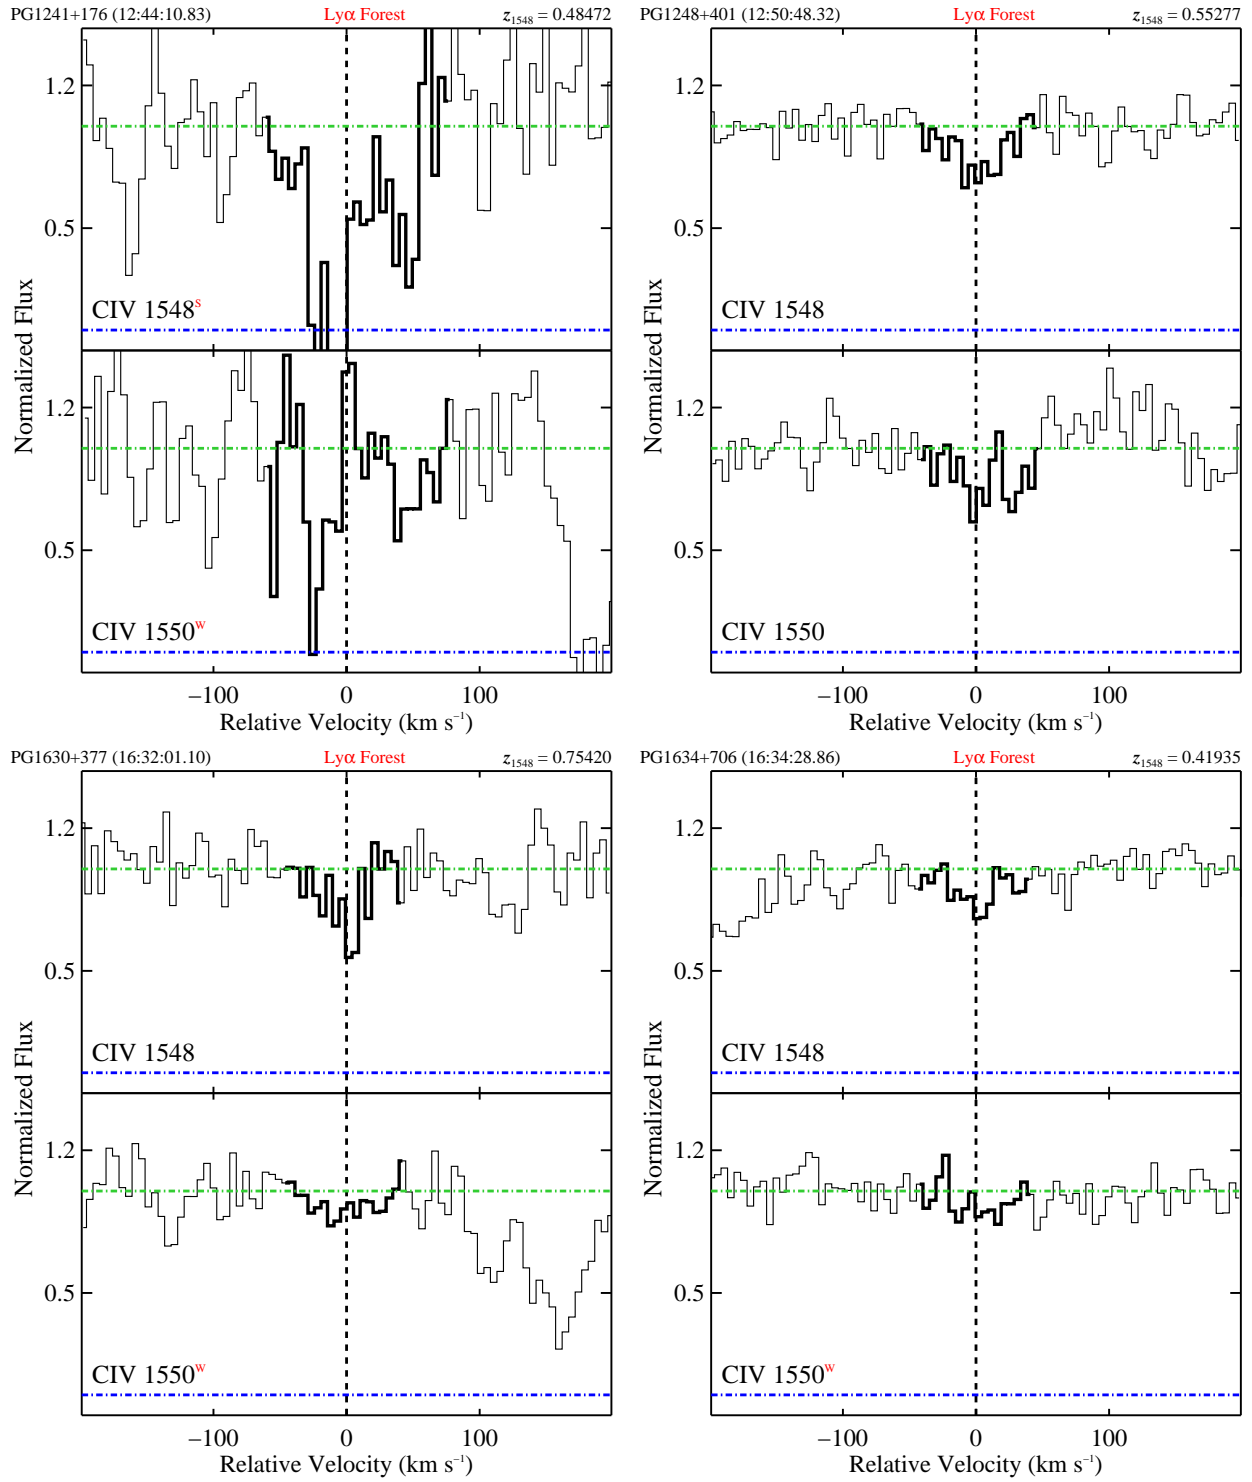 PG1241+176 (12:44:10.83) Lyα Forest z1548 = 0.48472
1.2
0.5
CIV 1548s
Normalized Flux
1.2
0.5
CIV 1550w
−100 0 100
Relative Velocity (km s−1)
PG1248+401 (12:50:48.32) Lyα Forest z1548 = 0.55277
1.2
0.5
CIV 1548
Normalized Flux
1.2
0.5
CIV 1550
−100 0 100
Relative Velocity (km s−1)
PG1630+377 (16:32:01.10) Lyα Forest z1548 = 0.75420
1.2
0.5
CIV 1548
Normalized Flux
1.2
0.5
CIV 1550w
−100 0 100
Relative Velocity (km s−1)
PG1634+706 (16:34:28.86) Lyα Forest z1548 = 0.41935
1.2
0.5
CIV 1548
Normalized Flux
1.2
0.5
CIV 1550w
−100 0 100
Relative Velocity (km s−1)